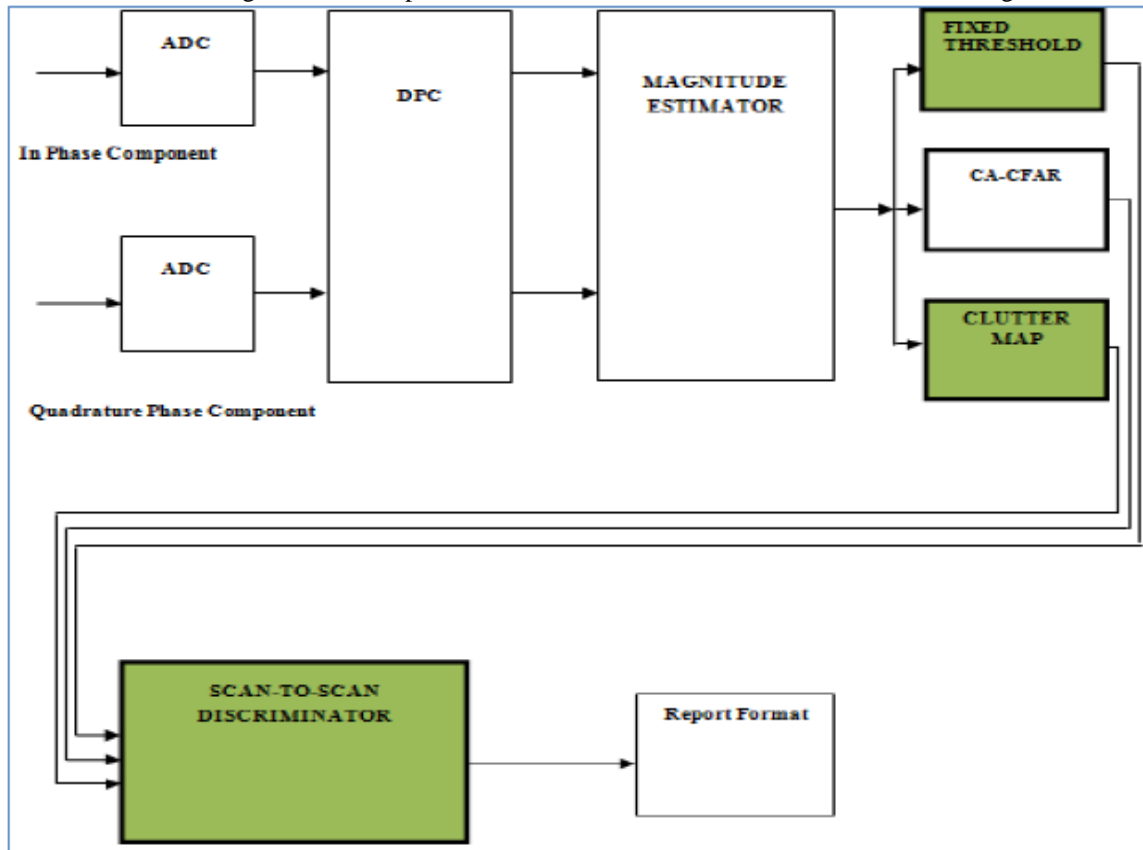 ADC
In Phase Component
ADC
Quadrature Phase Component
DPC
MAGNITUDE
ESTIMATOR
FIXED
THRESHOLD
CA-CFAR
CLUTTER
MAP
SCAN-TO-SCAN
DISCRIMINATOR
Report Format